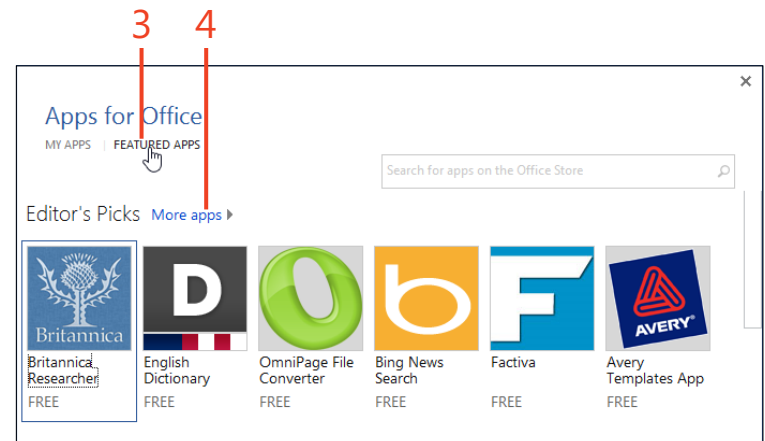 3 4
Apps for Office
MY APPS | FEATURED APPS
Search for apps on the Office Store
Editor's Picks More apps
Britannica
D
O
b
F
AVERY
Britannica Researcher
English Dictionary
OmniPage File Converter
Bing News Search
Factiva
Avery Templates App
FREE FREE FREE FREE FREE FREE